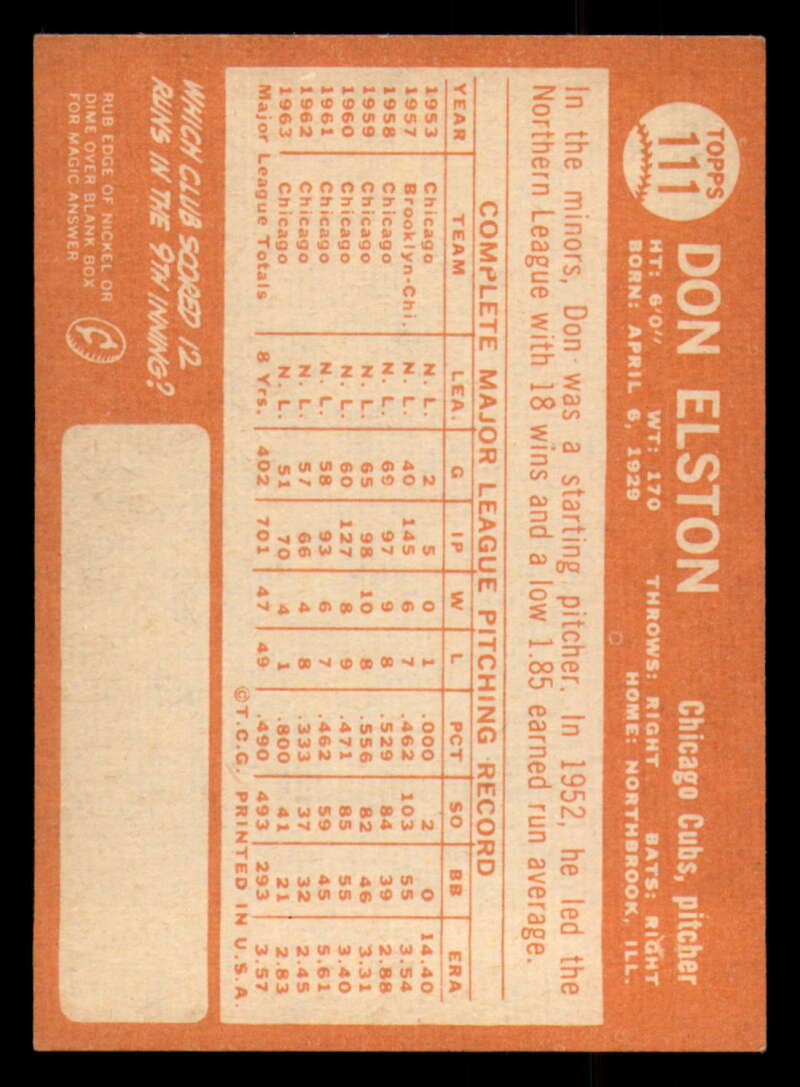 TOPPS
111
DON ELSTON
Chicago Cubs, pitcher
HT: 6'0" WT: 170 THROWS: RIGHT BATS: RIGHT
BORN: APRIL 6, 1929 HOME: NORTHBROOK, ILL.
In the minors, Don was a starting pitcher. In 1952, he led the
Northern League with 18 wins and a low 1.85 earned run average.
COMPLETE MAJOR LEAGUE PITCHING RECORD
YEAR TEAM LEA. G IP W L PCT SO BB ERA
1953 Chicago N. L. 2 5 0 1 .000 2 0 14.40
1957 Brooklyn-Chi. N. L. 40 145 6 7 .462 103 55 3.54
1958 Chicago N. L. 69 97 9 8 .529 84 39 2.88
1959 Chicago N. L. 65 98 10 8 .556 82 46 3.31
1960 Chicago N. L. 60 127 8 9 .471 85 55 3.40
1961 Chicago N. L. 58 93 6 7 .462 59 45 5.61
1962 Chicago N. L. 57 66 4 8 .333 37 32 2.45
1963 Chicago N. L. 51 70 4 1 .800 41 21 2.83
Major League Totals 8 Yrs. 402 701 47 49 .490 493 293 3.57
©T.C.G. PRINTED IN U.S.A.
WHICH CLUB SCORED 12
RUNS IN THE 9TH INNING?
RUB EDGE OF NICKEL OR
DIME OVER BLANK BOX
FOR MAGIC ANSWER